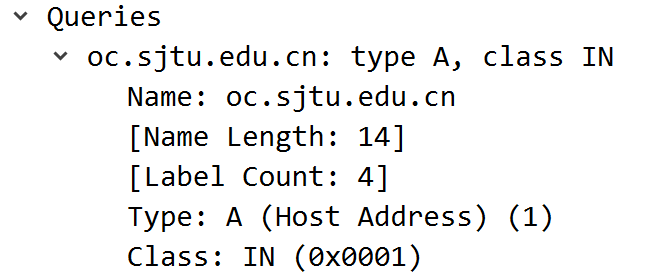 Queries
oc.sjtu.edu.cn: type A, class IN
Name: oc.sjtu.edu.cn
[Name Length: 14]
[Label Count: 4]
Type: A (Host Address) (1)
Class: IN (0x0001)